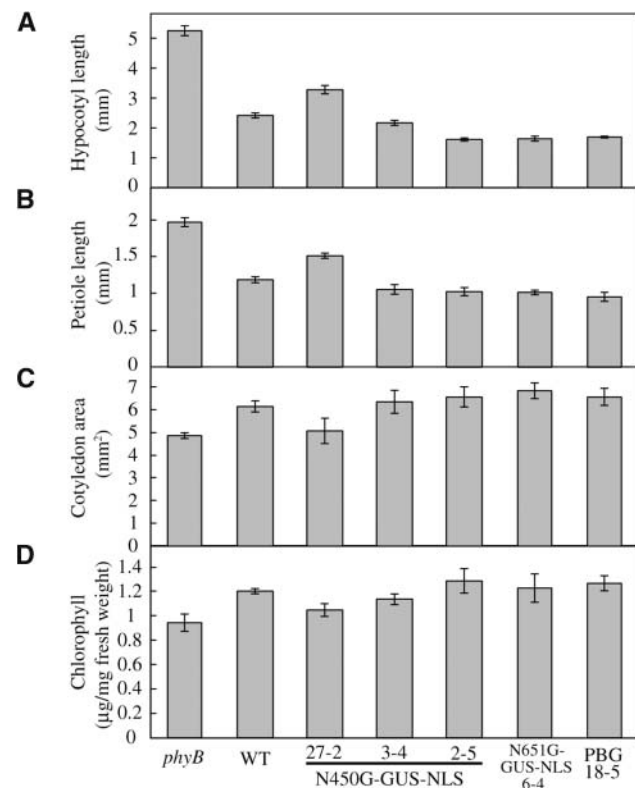 A
Hypocotyl length
(mm)
5
4
3
2
1
0
B
Petiole length
(mm)
2
1.5
1
0.5
0
C
Cotyledon area
(mm²)
7
6
5
4
3
2
1
0
D
Chlorophyll
(µg/mg fresh weight)
1.4
1.2
1
0.8
0.6
0.4
0.2
0
phyB
WT
27-2
3-4
2-5
N450G-GUS-NLS
N651G-
GUS-NLS
6-4
PBG
18-5